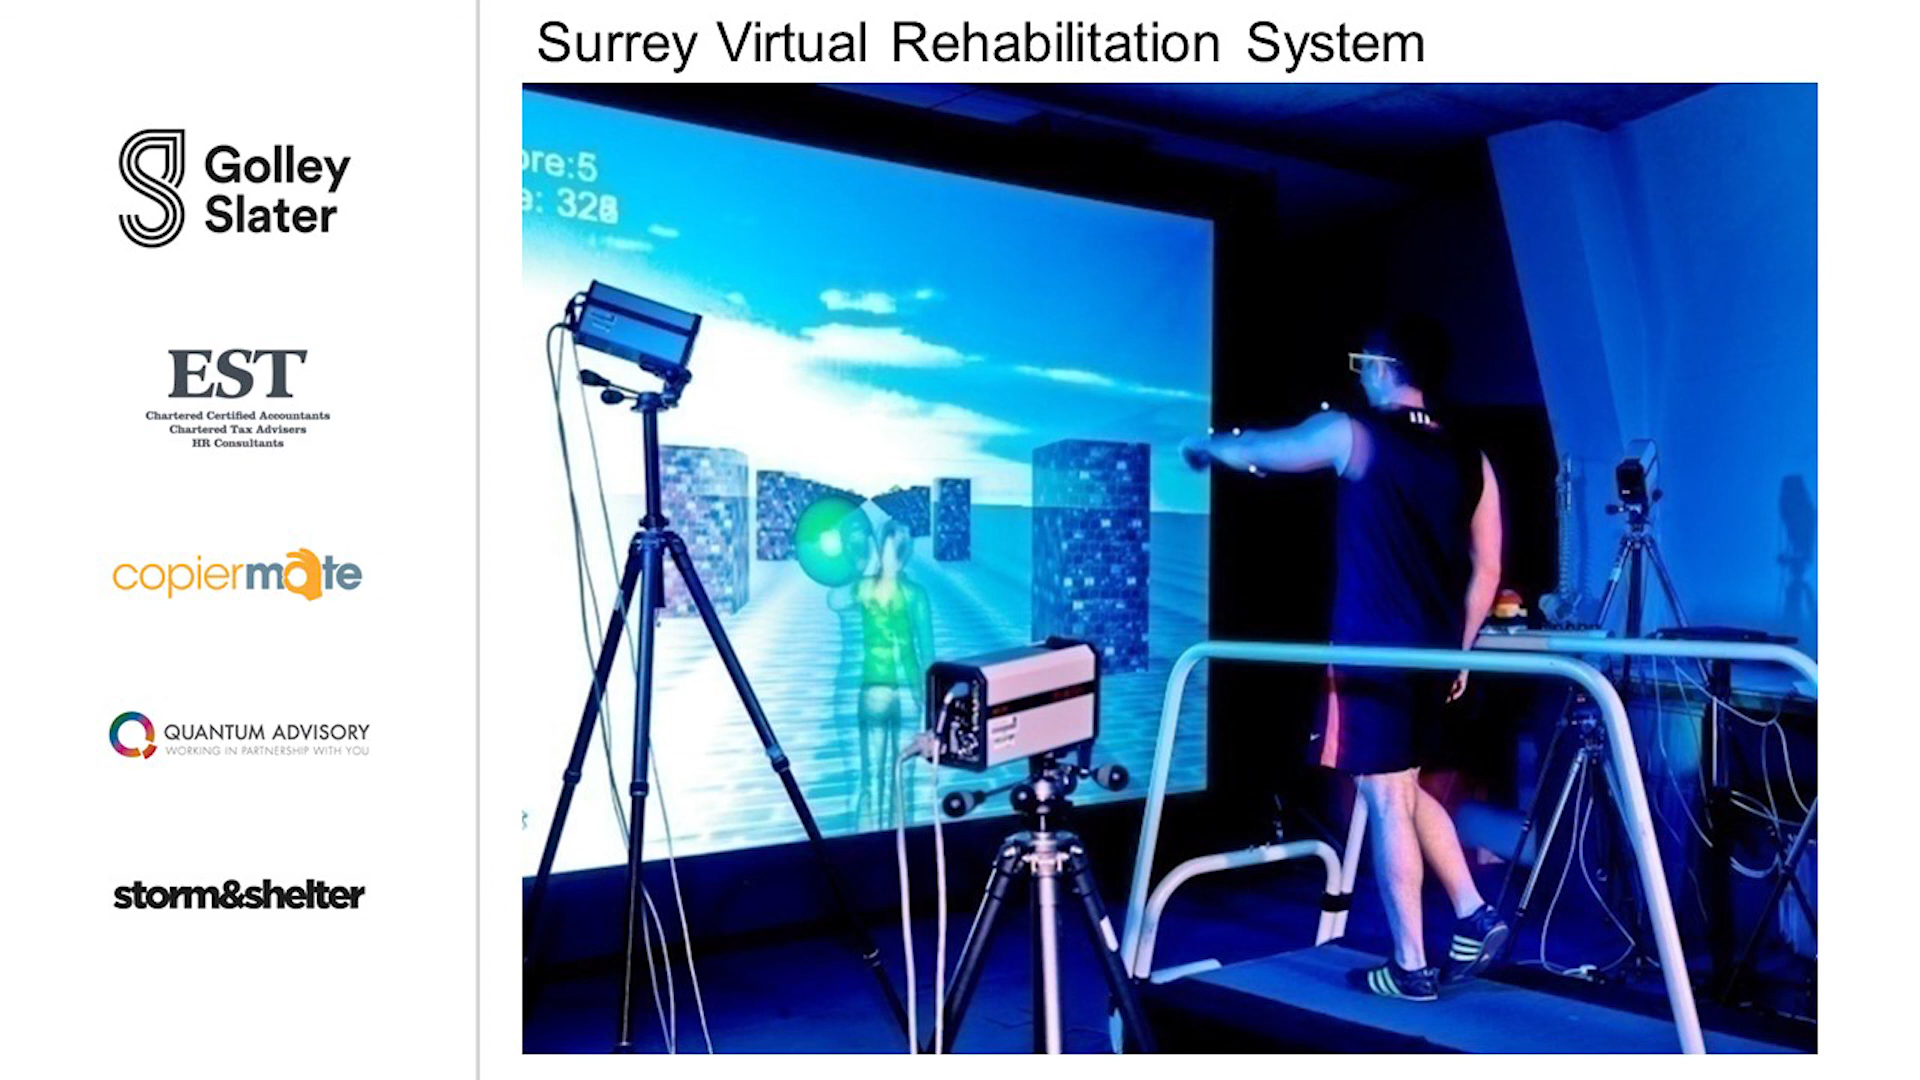 Surrey Virtual Rehabilitation System
Golley
Slater
EST
Chartered Certified Accountants
Chartered Tax Advisers
HR Consultants
copiermate
QUANTUM ADVISORY
WORKING IN PARTNERSHIP WITH YOU
storm&shelter
ore:5
e: 328